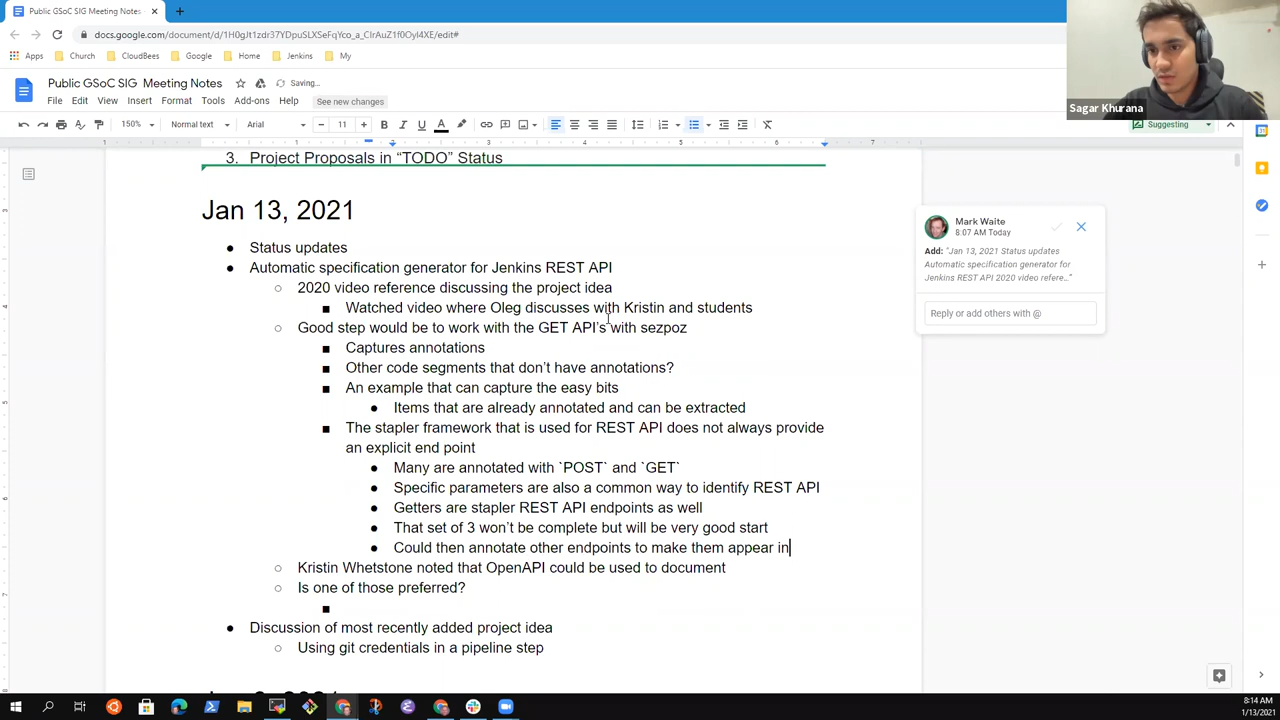 Public GSoC SIG Meeting Notes -
docs.google.com/document/d/1H0gJt1zdr37YDpuSLXSeFqYco_a_ClrAuZ1f0OyI4XE/edit#
Apps Church CloudBees Google Home Jenkins My
Sagar Khurana
Public GSoC SIG Meeting Notes Saving...
File Edit View Insert Format Tools Add-ons Help See new changes
150% Normal text Arial 11 Suggesting
1 1 2 3 4 5 6 7
3. Project Proposals in “TODO” Status
Jan 13, 2021
● Status updates
● Automatic specification generator for Jenkins REST API
○ 2020 video reference discussing the project idea
■ Watched video where Oleg discusses with Kristin and students
○ Good step would be to work with the GET API’s with sezpoz
■ Captures annotations
■ Other code segments that don’t have annotations?
■ An example that can capture the easy bits
● Items that are already annotated and can be extracted
■ The stapler framework that is used for REST API does not always provide
an explicit end point
● Many are annotated with `POST` and `GET`
● Specific parameters are also a common way to identify REST API
● Getters are stapler REST API endpoints as well
● That set of 3 won’t be complete but will be very good start
● Could then annotate other endpoints to make them appear in
○ Kristin Whetstone noted that OpenAPI could be used to document
○ Is one of those preferred?
■
● Discussion of most recently added project idea
○ Using git credentials in a pipeline step
Mark Waite
8:07 AM Today
Add: “Jan 13, 2021 Status updates
Automatic specification generator for
Jenkins REST API 2020 video refere...”
Reply or add others with @
8:14 AM
1/13/2021